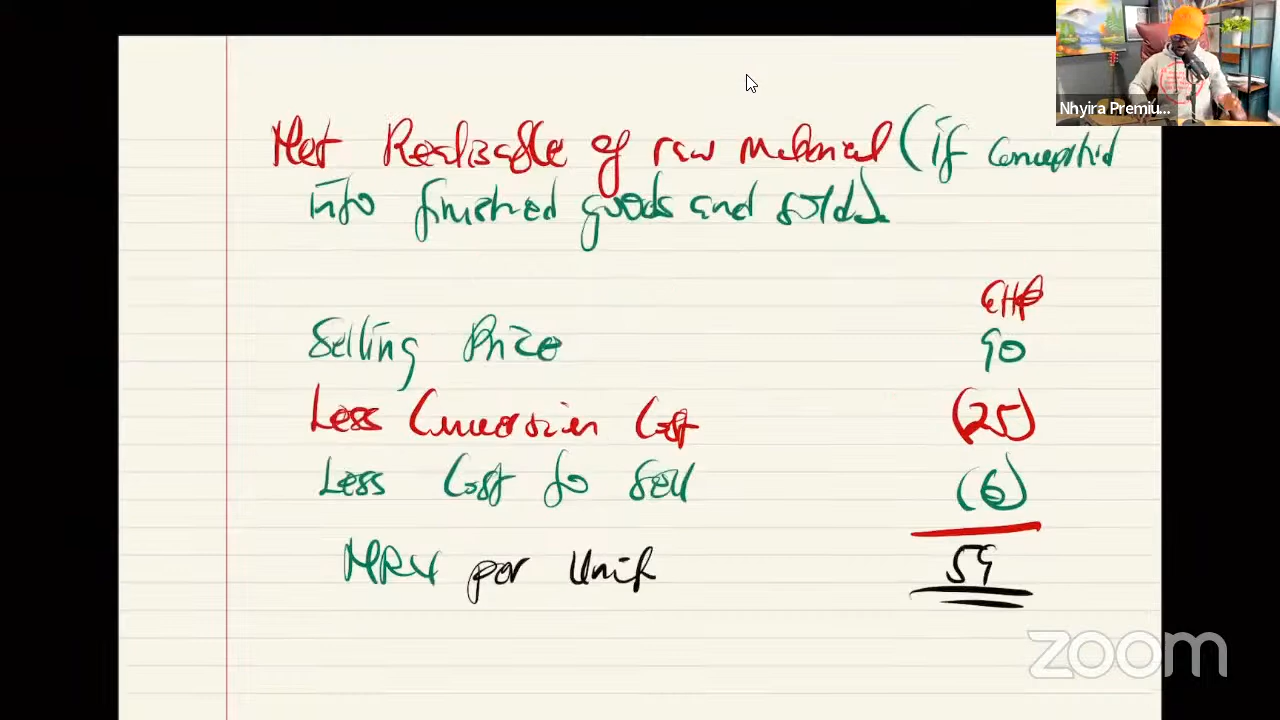 Nhyira Premiu...
Net Realisable of raw material (if converted
into finished goods and sold).
GH¢
Selling Price 90
Less Conversion Cost (25)
Less Cost to Sell (6)
NRV per Unit 59
zoom